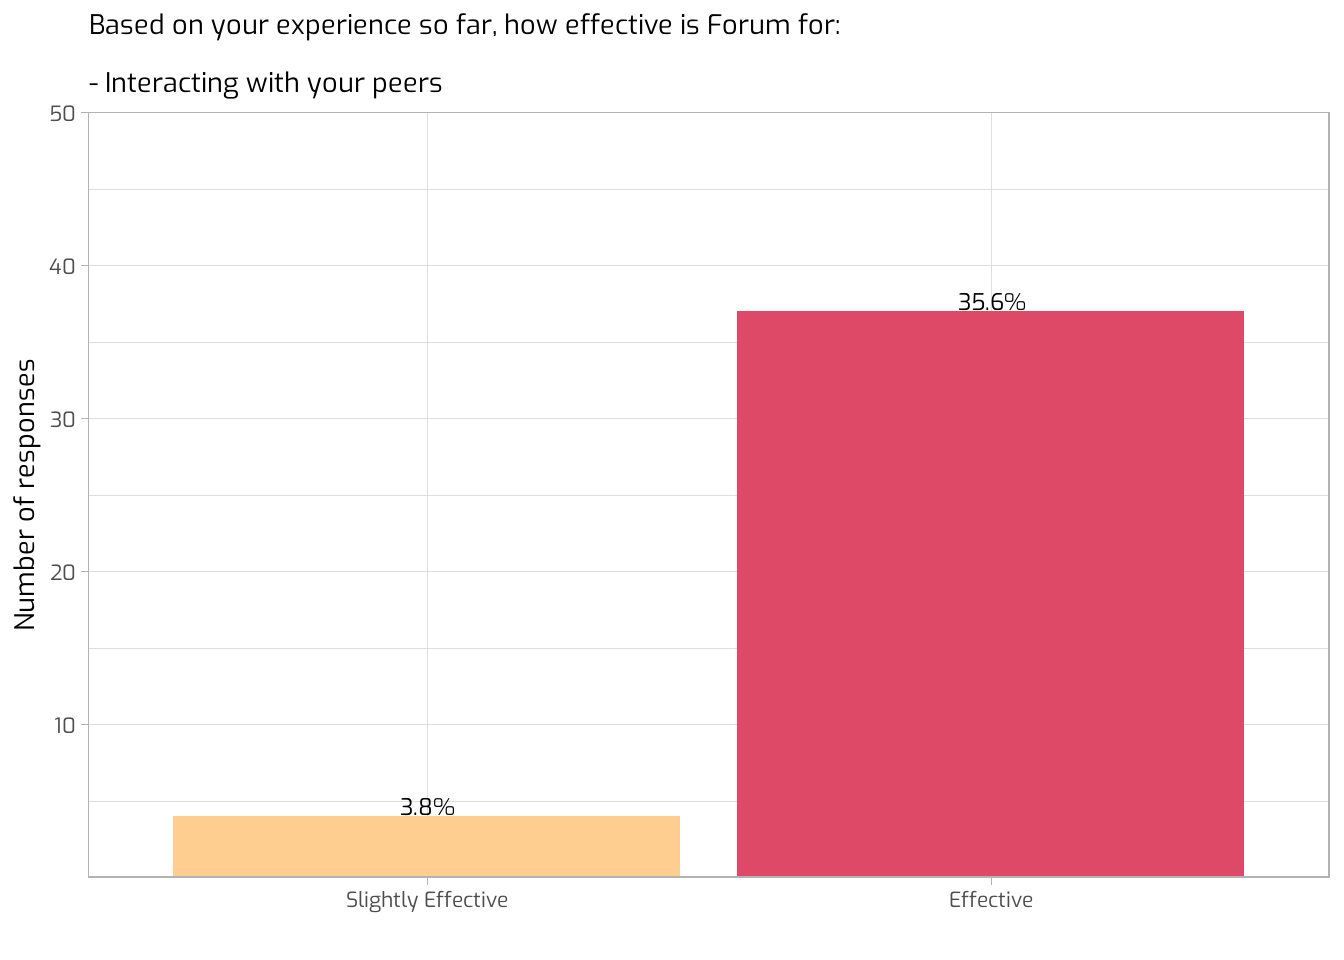 Based on your experience so far, how effective is Forum for:
- Interacting with your peers
50
40
30
20
10
Number of responses
35.6%
3.8%
Slightly Effective
Effective